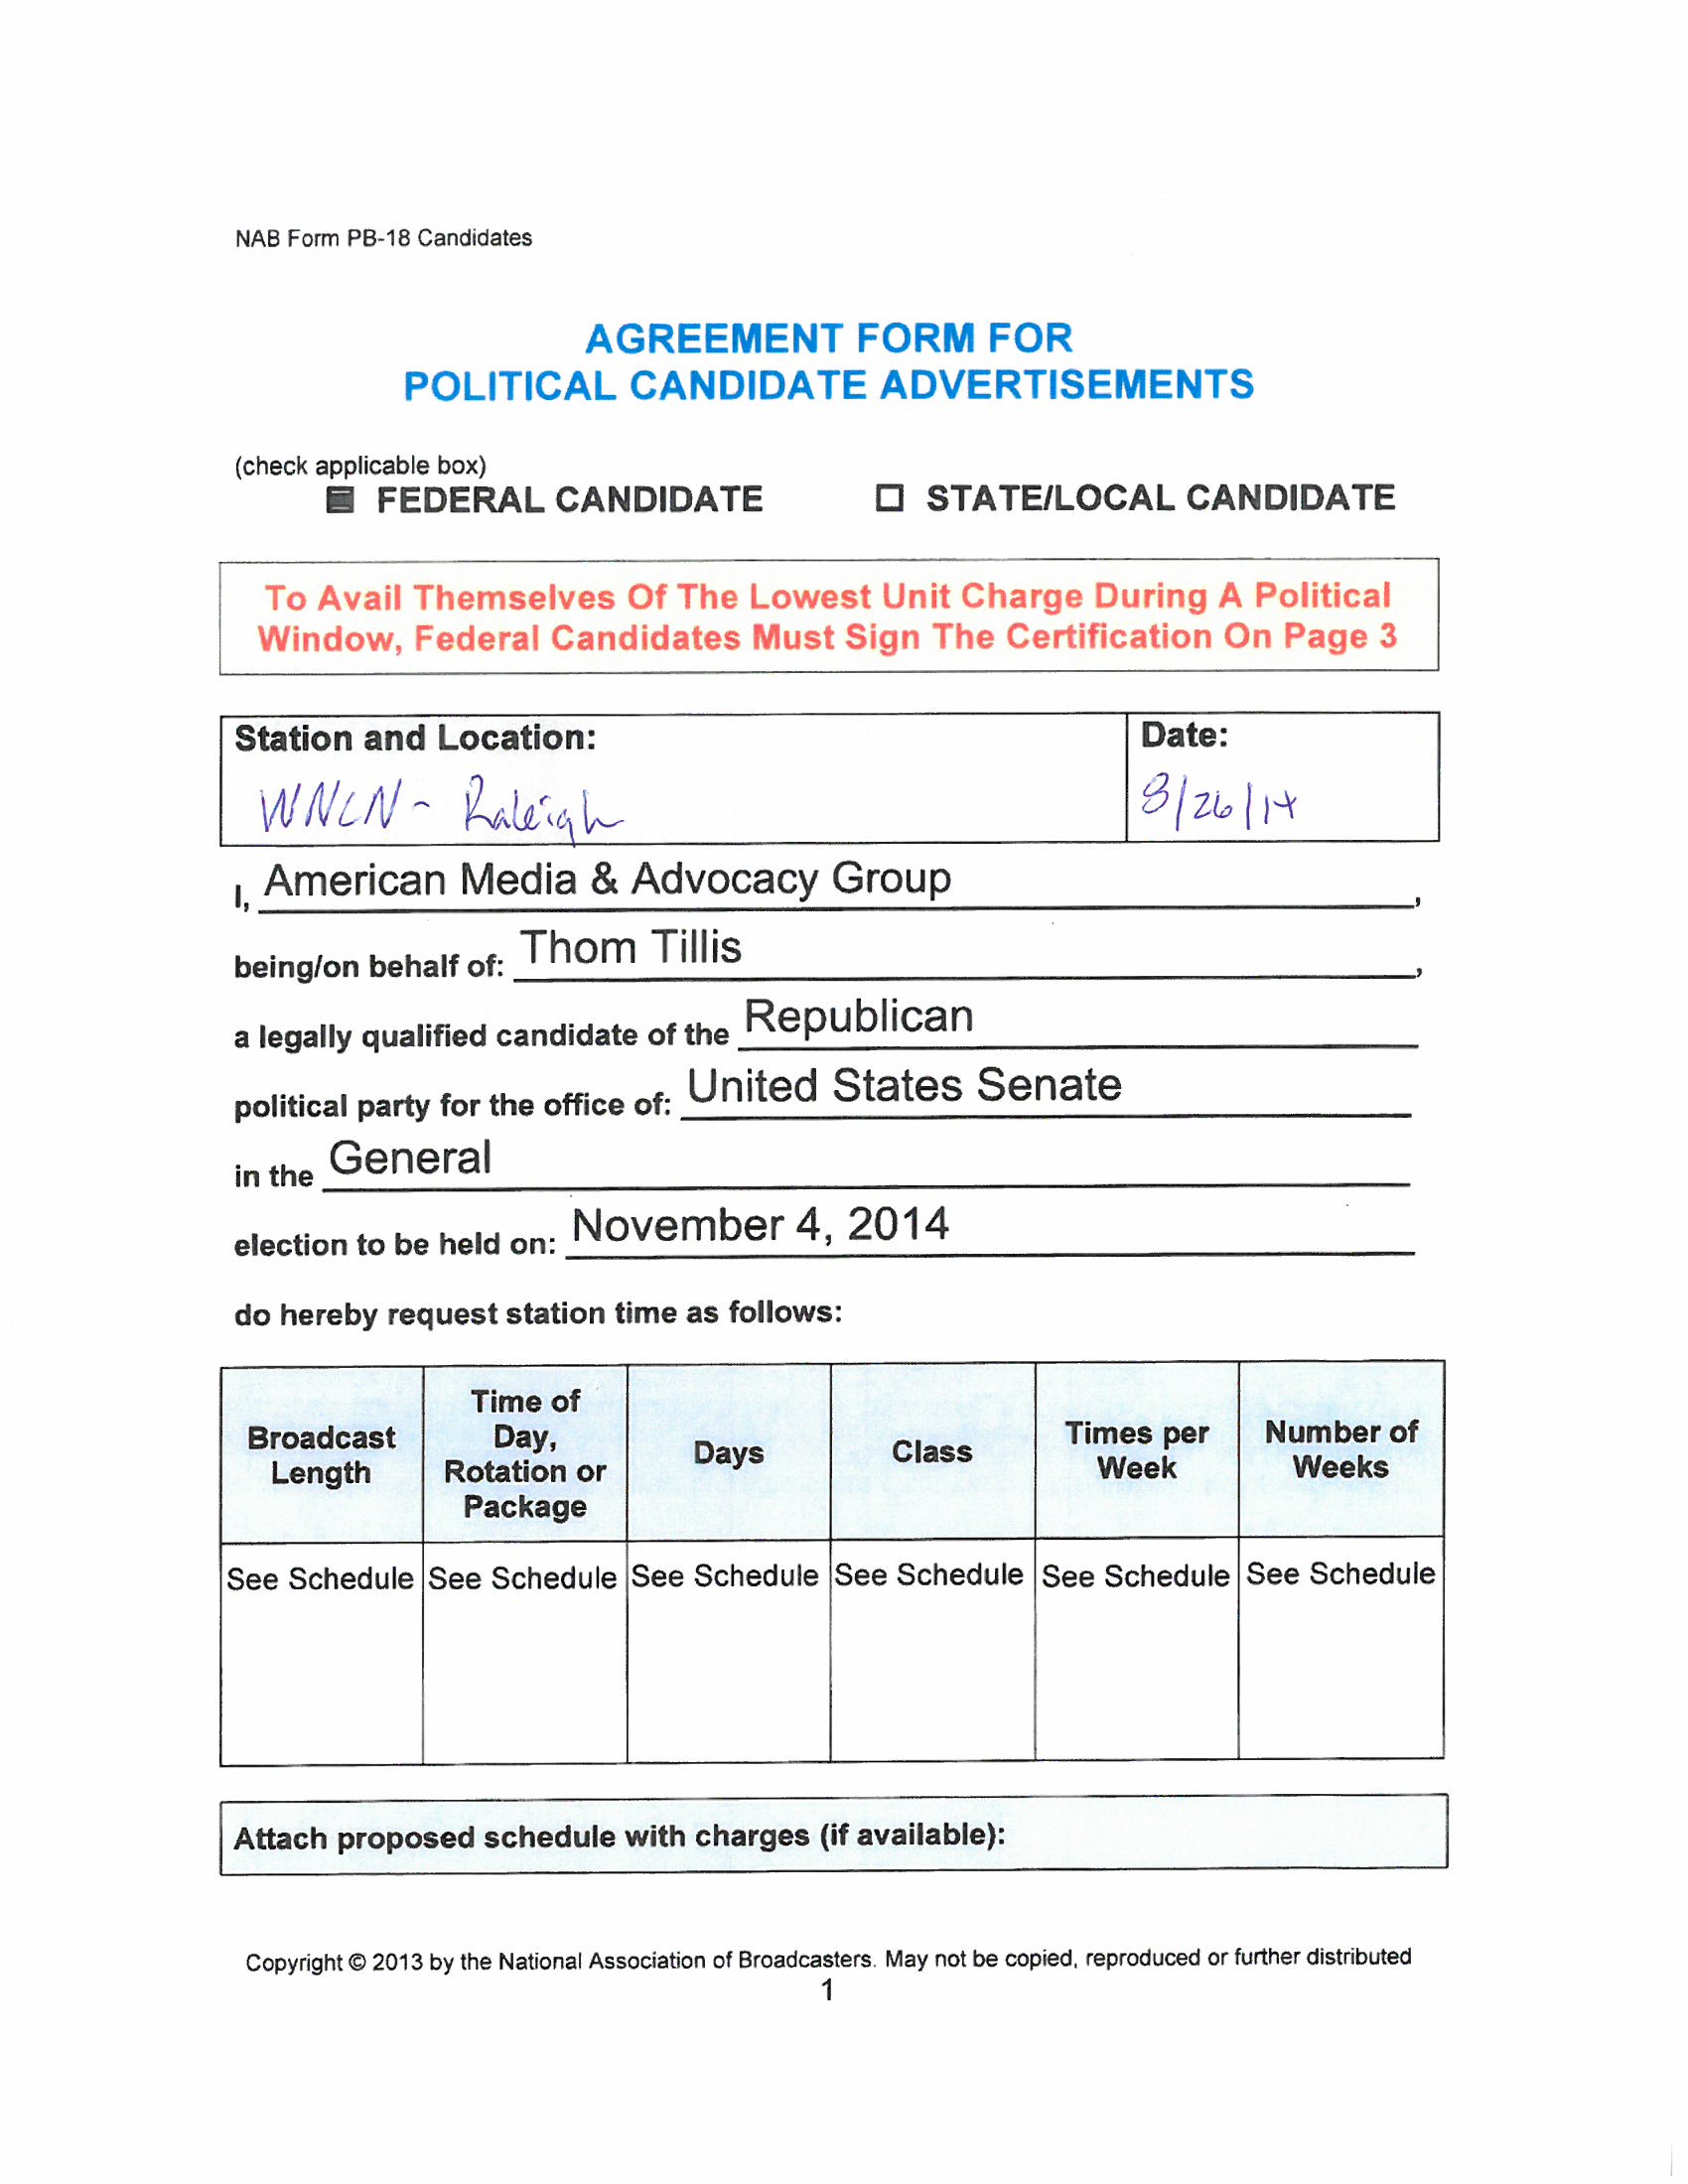 NAB Form PB-18 Candidates
AGREEMENT FORM FOR
POLITICAL CANDIDATE ADVERTISEMENTS
(check applicable box)
FEDERAL CANDIDATE ☐ STATE/LOCAL CANDIDATE
To Avail Themselves Of The Lowest Unit Charge During A Political
Window, Federal Candidates Must Sign The Certification On Page 3
Station and Location: Date:
WNCN - Raleigh 8/26/14
I, American Media & Advocacy Group,
being/on behalf of: Thom Tillis,
a legally qualified candidate of the Republican
political party for the office of: United States Senate
in the General
election to be held on: November 4, 2014
do hereby request station time as follows:
Broadcast Length
Time of Day, Rotation or Package
Days
Class
Times per Week
Number of Weeks
See Schedule See Schedule See Schedule See Schedule See Schedule See Schedule
Attach proposed schedule with charges (if available):
Copyright © 2013 by the National Association of Broadcasters. May not be copied, reproduced or further distributed
1